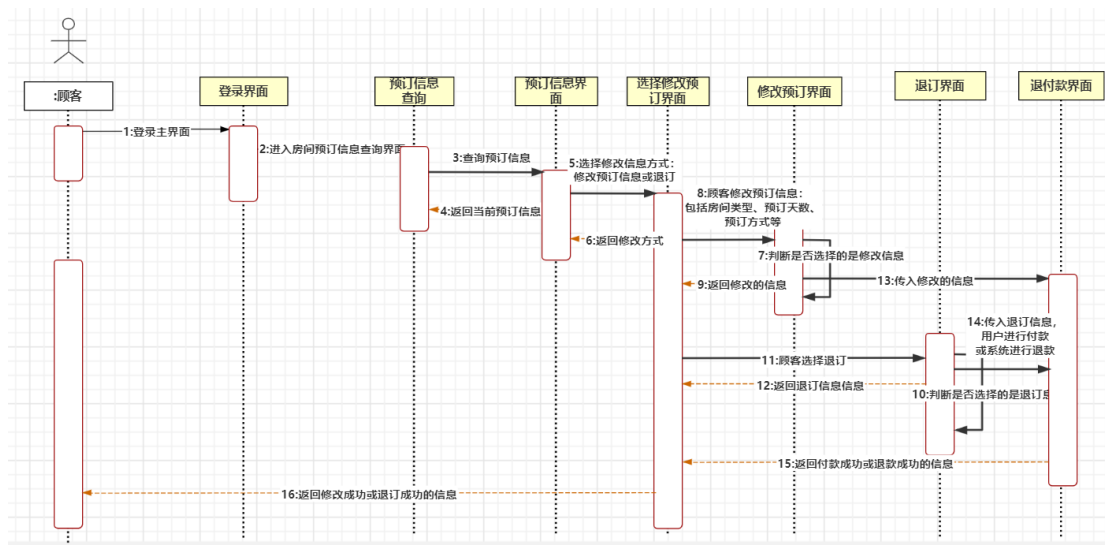 :顾客
登录界面
预订信息
查询
预订信息界
面
选择修改预
订界面
修改预订界面
退订界面
退付款界面
1:登录主界面
2:进入房间预订信息查询界面
3:查询预订信息
4:返回当前预订信息
5:选择修改信息方式:
修改预订信息或退订
6:返回修改方式
8:顾客修改预订信息:
包括房间类型、预订天数、
预订方式等
7:判断是否选择的是修改信息
9:返回修改的信息
13:传入修改的信息
14:传入退订信息,
用户进行付款
或系统进行退款
11:顾客选择退订
12:返回退订信息信息
10:判断是否选择的是退订
15:返回付款成功或退款成功的信息
16:返回修改成功或退订成功的信息